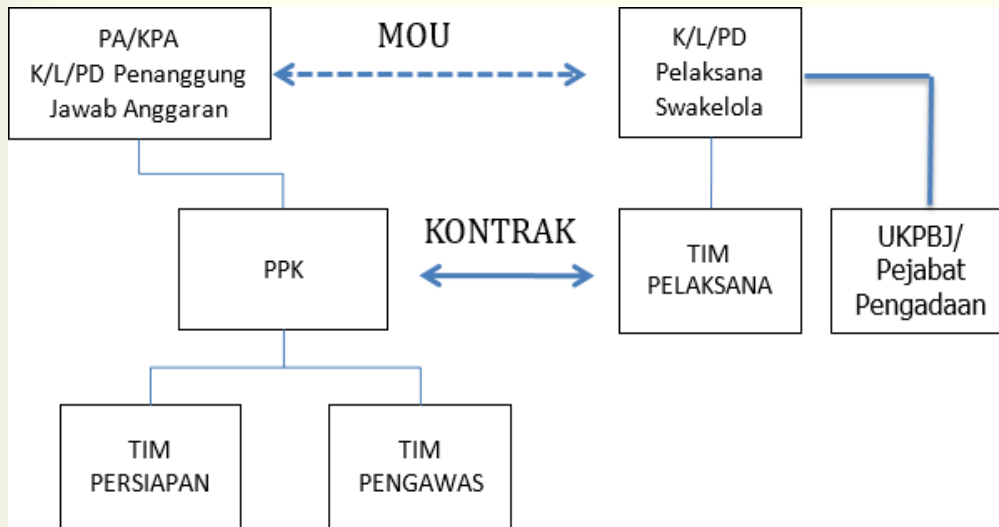 PA/KPA
K/L/PD Penanggung
Jawab Anggaran
MOU
K/L/PD
Pelaksana
Swakelola
PPK
KONTRAK
TIM
PELAKSANA
UKPBJ/
Pejabat
Pengadaan
TIM
PERSIAPAN
TIM
PENGAWAS